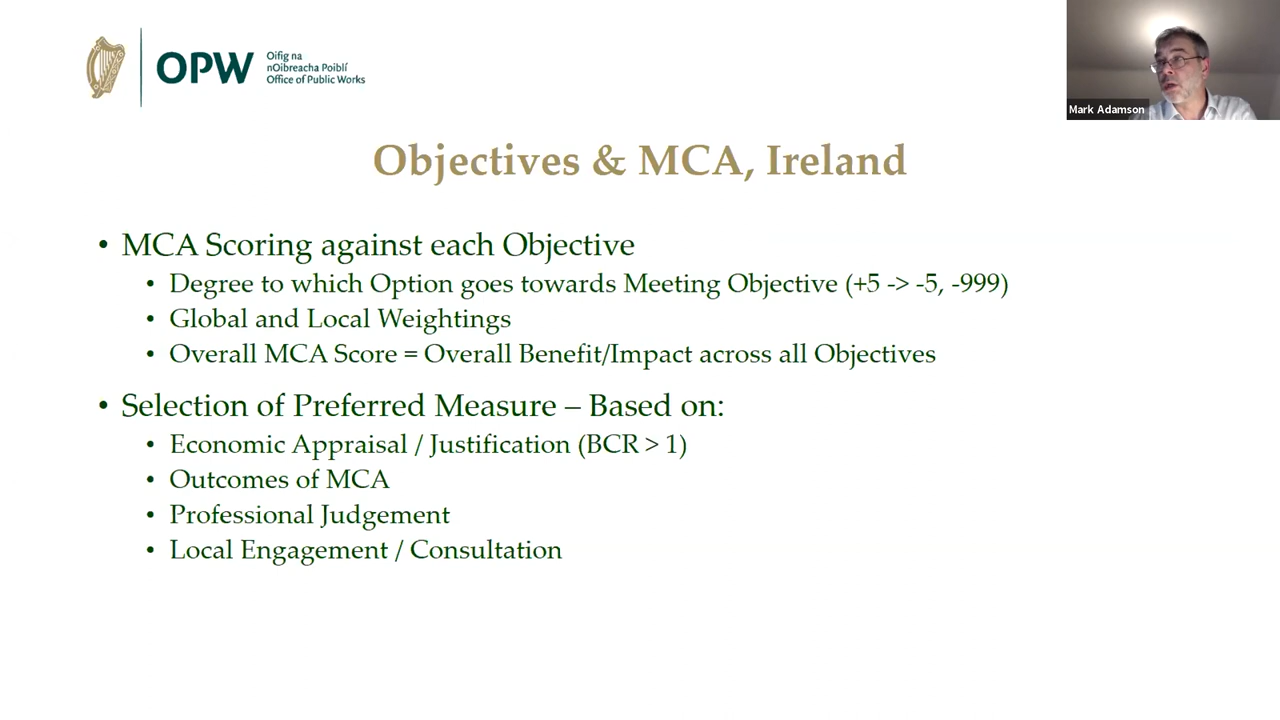 OPW
Oifig na
nOibreacha Poiblí
Office of Public Works
Mark Adamson
Objectives & MCA, Ireland
• MCA Scoring against each Objective
• Degree to which Option goes towards Meeting Objective (+5 -> -5, -999)
• Global and Local Weightings
• Overall MCA Score = Overall Benefit/Impact across all Objectives
• Selection of Preferred Measure – Based on:
• Economic Appraisal / Justification (BCR > 1)
• Outcomes of MCA
• Professional Judgement
• Local Engagement / Consultation